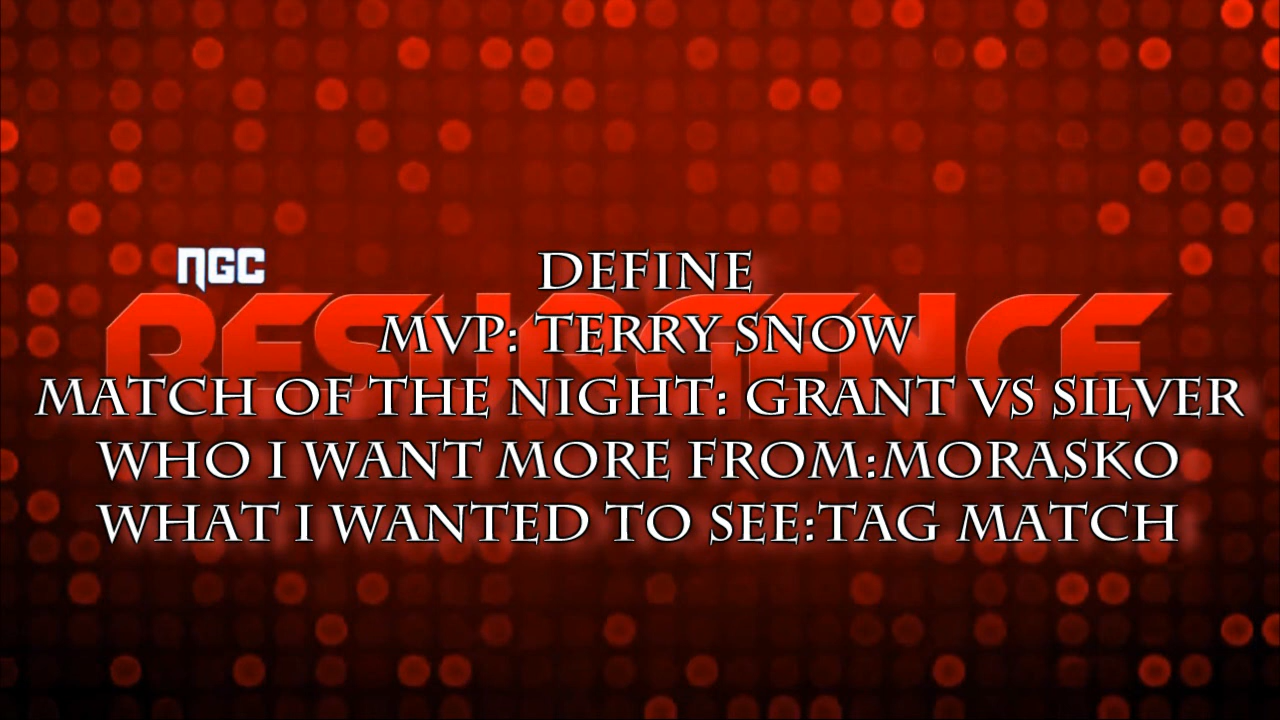 NGC
RESURGENCE
DEFINE
MVP: TERRY SNOW
MATCH OF THE NIGHT: GRANT VS SILVER
WHO I WANT MORE FROM:MORASKO
WHAT I WANTED TO SEE:TAG MATCH